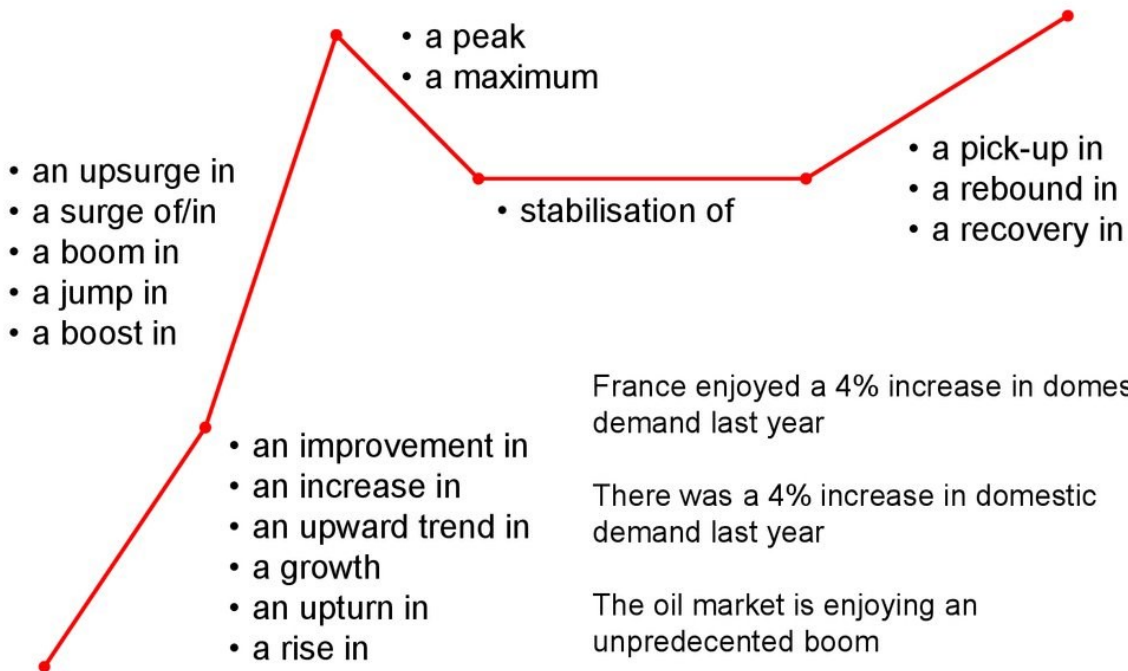 • a peak
• a maximum
• an upsurge in
• a surge of/in
• a boom in
• a jump in
• a boost in
• stabilisation of
• a pick-up in
• a rebound in
• a recovery in
• an improvement in
• an increase in
• an upward trend in
• a growth
• an upturn in
• a rise in
France enjoyed a 4% increase in domes
demand last year
There was a 4% increase in domestic
demand last year
The oil market is enjoying an
unpredecented boom